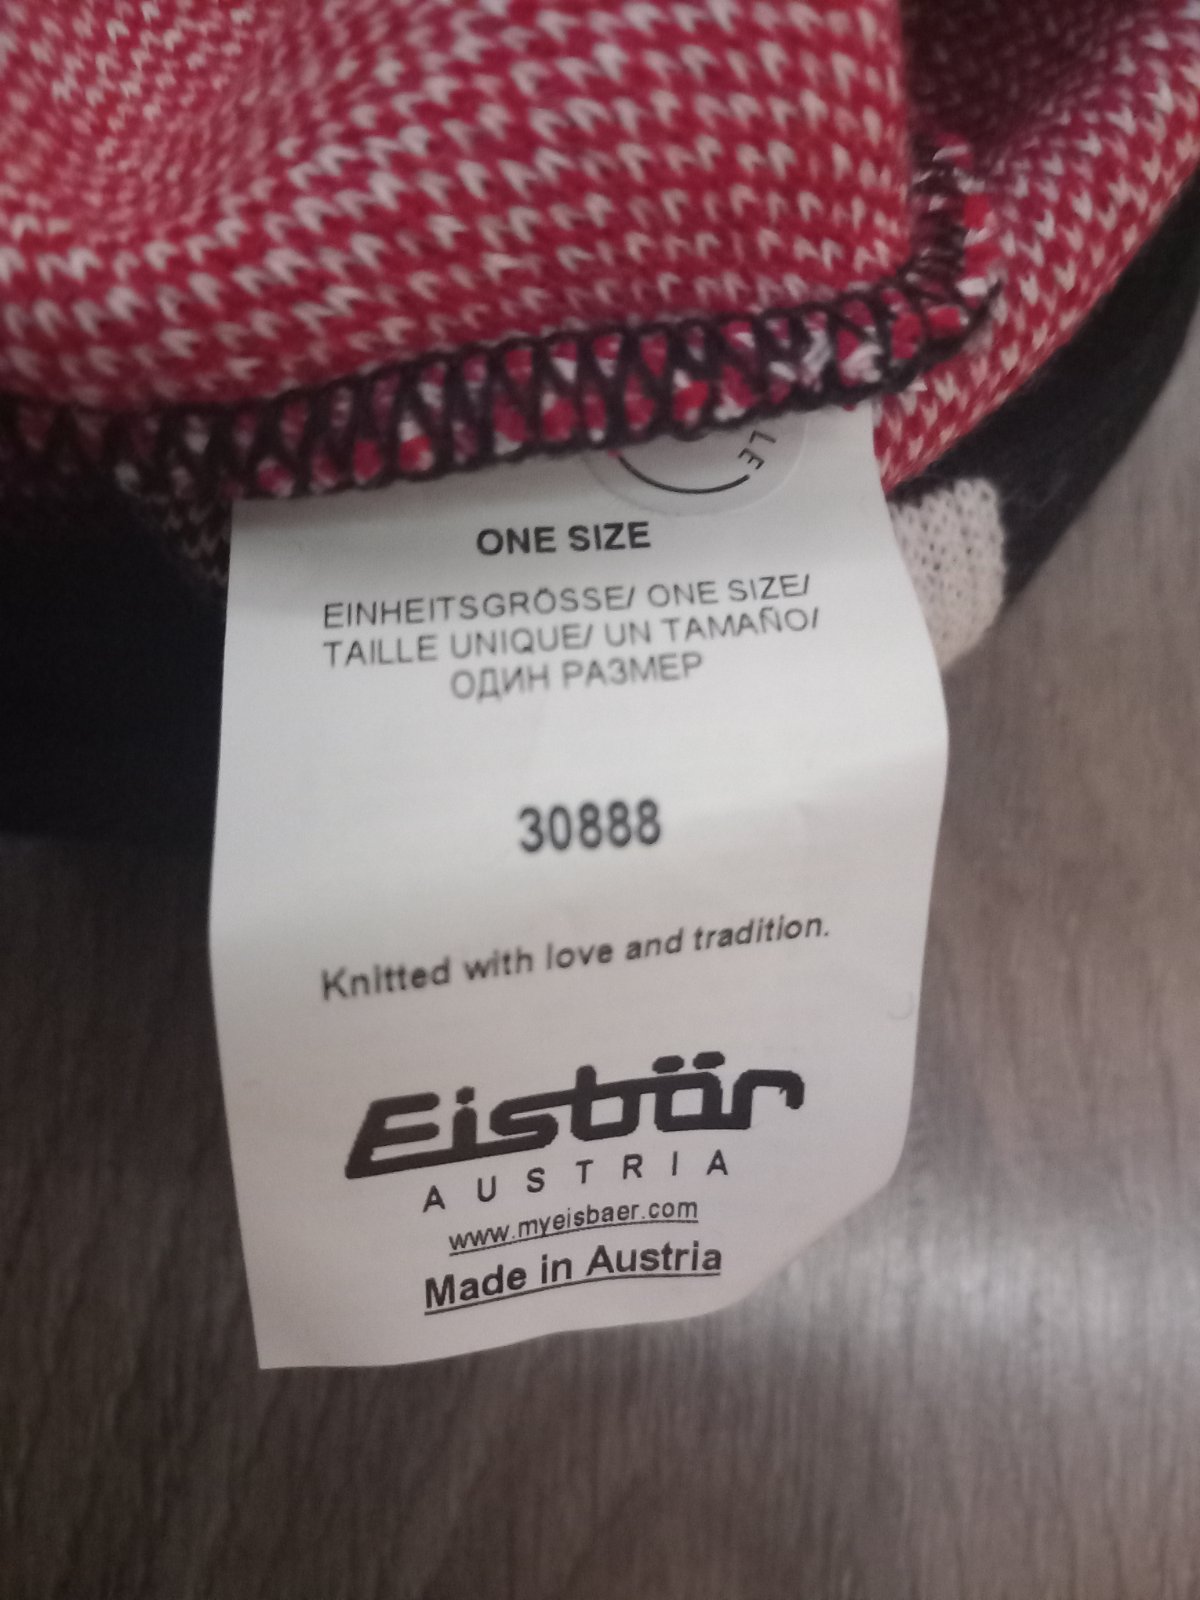 LE
ONE SIZE
EINHEITSGRÖSSE/ ONE SIZE/
TAILLE UNIQUE/ UN TAMAÑO/
ОДИН РАЗМЕР
30888
Knitted with love and tradition.
Eisbär
AUSTRIA
www.myeisbaer.com
Made in Austria